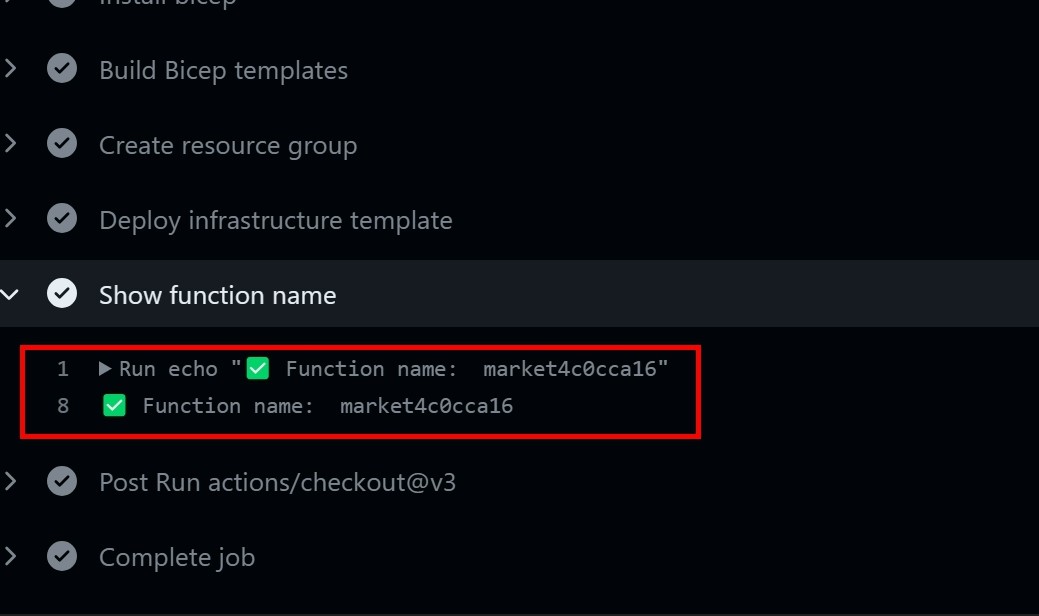 Install bicep
Build Bicep templates
Create resource group
Deploy infrastructure template
Show function name
1 ▶ Run echo "✅ Function name:  market4c0cca16"
8 ✅ Function name:  market4c0cca16
Post Run actions/checkout@v3
Complete job